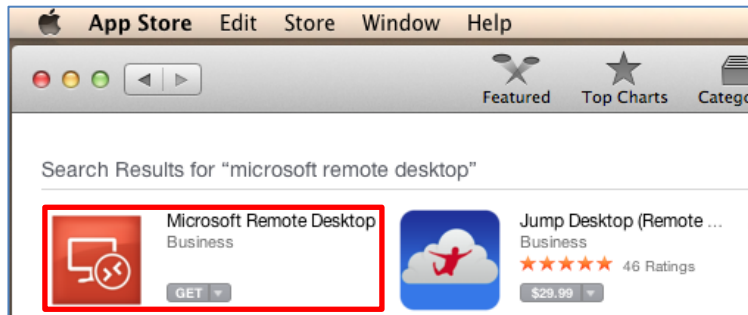 App Store Edit Store Window Help
Featured Top Charts Catego
Search Results for “microsoft remote desktop”
Microsoft Remote Desktop
Business
GET
Jump Desktop (Remote ...
Business
46 Ratings
$29.99